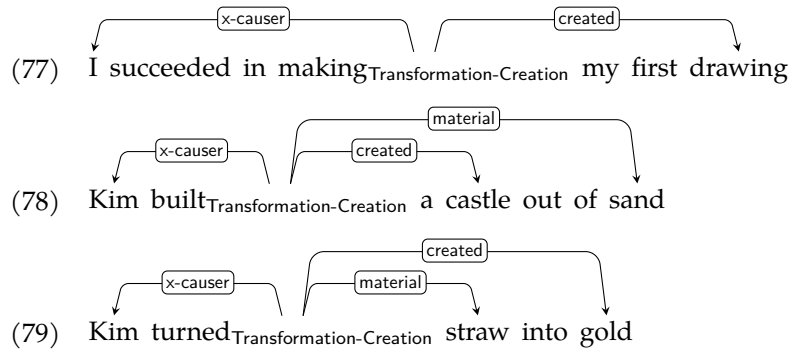 x-causer created
(77) I succeeded in making Transformation-Creation my first drawing
material
x-causer created
(78) Kim built Transformation-Creation a castle out of sand
created
x-causer material
(79) Kim turned Transformation-Creation straw into gold